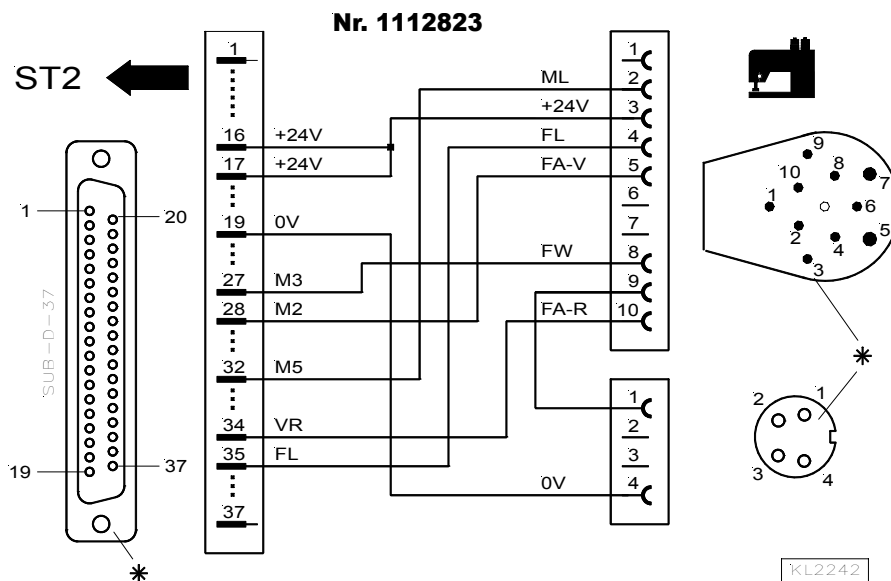 Nr. 1112823
ST2
1
16 +24V
17 +24V
19 0V
27 M3
28 M2
32 M5
34 VR
35 FL
37
1
ML 2
+24V 3
FL 4
FA-V 5
6
7
FW 8
9
FA-R 10
1
2
3
0V 4
1
20
SUB-D-37
19
37
*
9
10
8
7
1
6
2
4
5
3
*
2
1
3
4
KL2242